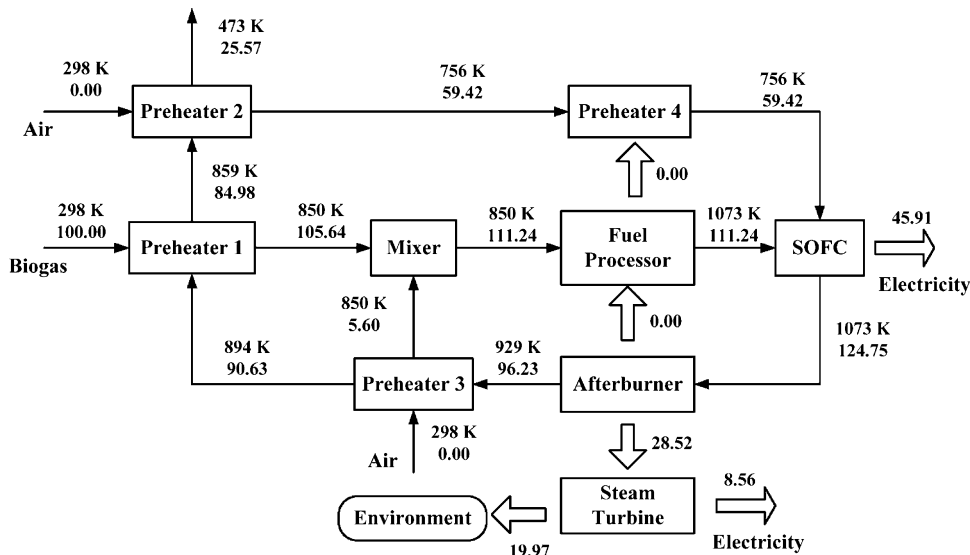 473 K
25.57
298 K
0.00
Air
Preheater 2
756 K
59.42
Preheater 4
756 K
59.42
859 K
84.98
0.00
298 K
100.00
Biogas
Preheater 1
850 K
105.64
Mixer
850 K
111.24
Fuel
Processor
1073 K
111.24
SOFC
45.91
Electricity
850 K
5.60
0.00
1073 K
124.75
894 K
90.63
Preheater 3
929 K
96.23
Afterburner
298 K
0.00
Air
28.52
Environment
19.97
Steam
Turbine
8.56
Electricity